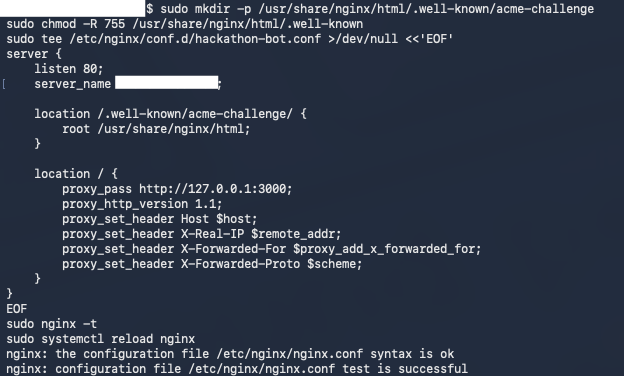 $ sudo mkdir -p /usr/share/nginx/html/.well-known/acme-challenge
sudo chmod -R 755 /usr/share/nginx/html/.well-known
sudo tee /etc/nginx/conf.d/hackathon-bot.conf >/dev/null <<'EOF'
server {
    listen 80;
[    server_name ;

    location /.well-known/acme-challenge/ {
        root /usr/share/nginx/html;
    }

    location / {
        proxy_pass http://127.0.0.1:3000;
        proxy_http_version 1.1;
        proxy_set_header Host $host;
        proxy_set_header X-Real-IP $remote_addr;
        proxy_set_header X-Forwarded-For $proxy_add_x_forwarded_for;
        proxy_set_header X-Forwarded-Proto $scheme;
    }
}
EOF
sudo nginx -t
sudo systemctl reload nginx
nginx: the configuration file /etc/nginx/nginx.conf syntax is ok
nginx: configuration file /etc/nginx/nginx.conf test is successful